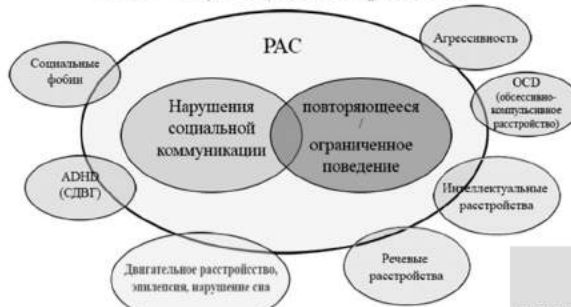 РАС
Агрессивность
Социальные
фобии
OCD
(обсессивно-
компульсивное
расстройство)
Нарушения
социальной
коммуникации
повторяющееся
/
ограниченное
поведение
ADHD
(СДВГ)
Интеллектуальные
расстройства
Двигательное расстройство,
эпилепсия, нарушение сна
Речевые
расстройства